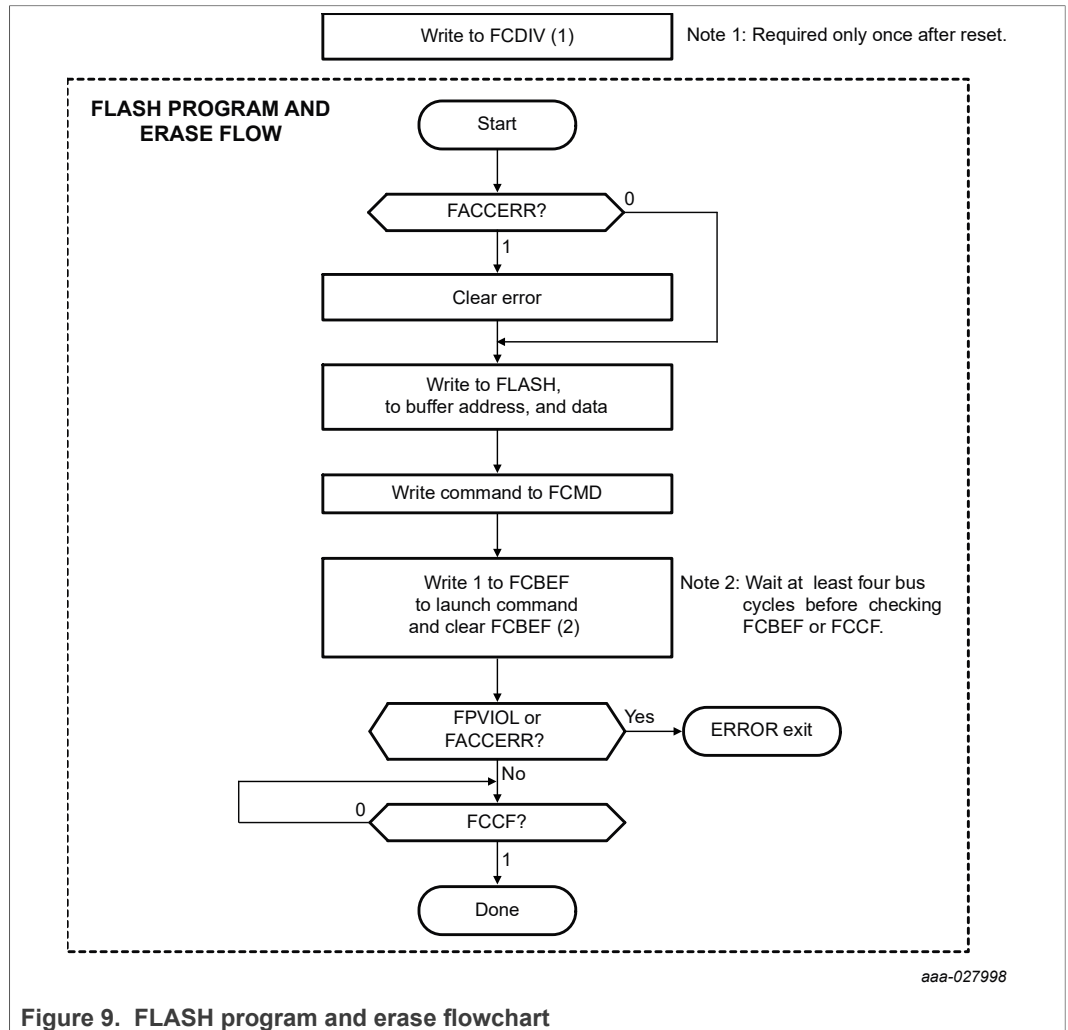 Write to FCDIV (1)
Note 1: Required only once after reset.
FLASH PROGRAM AND
ERASE FLOW
Start
FACCERR?
0
1
Clear error
Write to FLASH,
to buffer address, and data
Write command to FCMD
Write 1 to FCBEF
to launch command
and clear FCBEF (2)
Note 2: Wait at least four bus
cycles before checking
FCBEF or FCCF.
FPVIOL or
FACCERR?
Yes
ERROR exit
No
0
FCCF?
1
Done
aaa-027998
Figure 9. FLASH program and erase flowchart